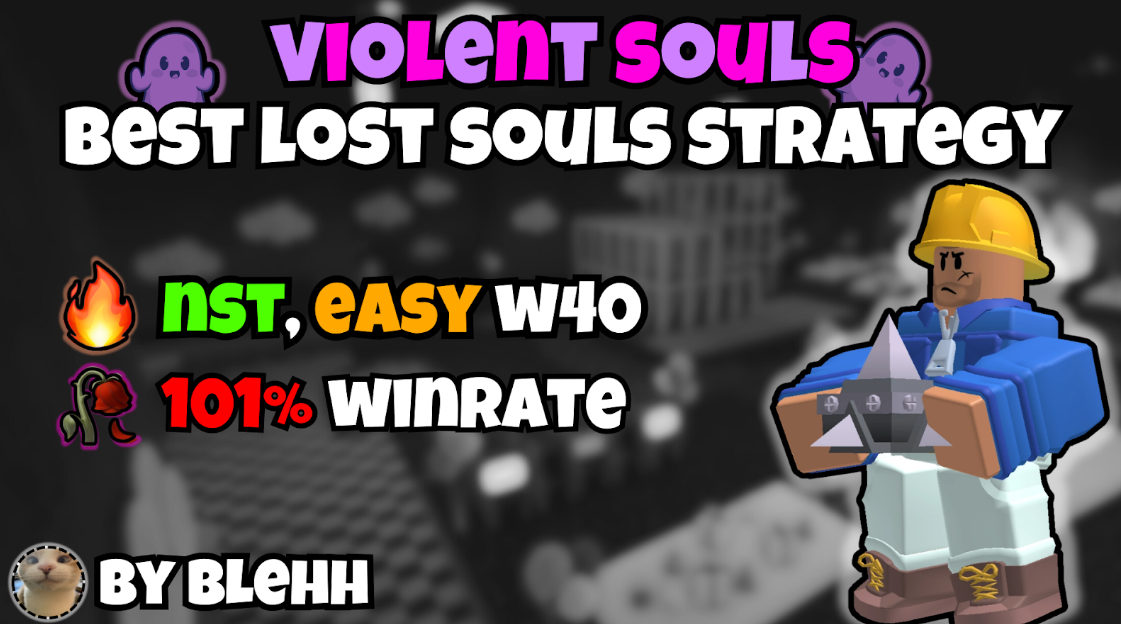 VIOLENT SOULS
BEST LOST SOULS STRATEGY
NST, EASY W40
101% WINRATE
BY BLEHH